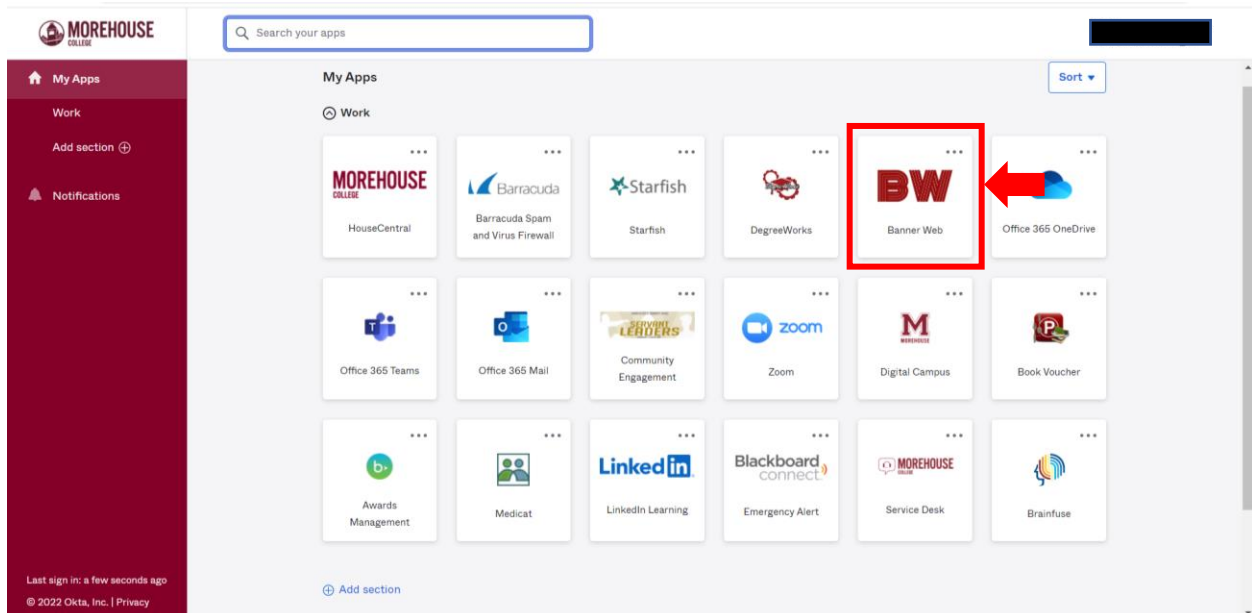 MOREHOUSE
COLLEGE
Search your apps
My Apps
Work
Add section
Notifications
My Apps
Sort
Work
MOREHOUSE
COLLEGE
HouseCentral
Barracuda
Barracuda Spam
and Virus Firewall
Starfish
Starfish
DegreeWorks
BW
Banner Web
Office 365 OneDrive
T
Office 365 Teams
O
Office 365 Mail
SERVANT
LEADERS
Community
Engagement
zoom
Zoom
M
MOREHOUSE
Digital Campus
P
Book Voucher
b
Awards
Management
Medicat
Linked in
LinkedIn Learning
Blackboard
connect
Emergency Alert
MOREHOUSE
COLLEGE
Service Desk
Brainfuse
Add section
Last sign in: a few seconds ago
© 2022 Okta, Inc. | Privacy